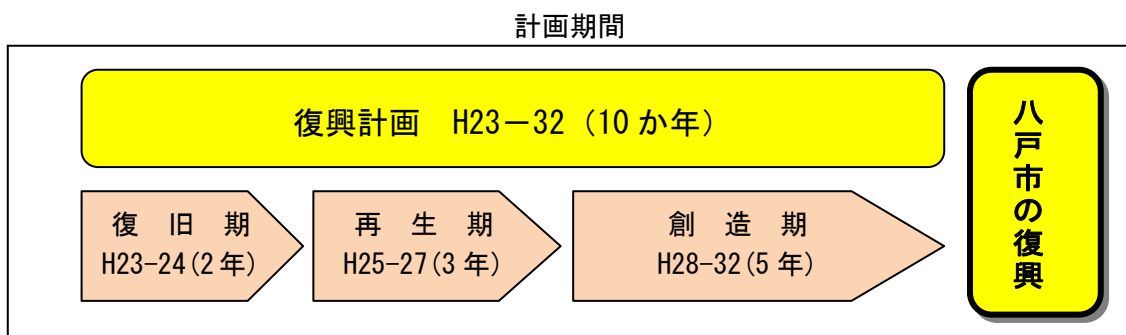 計画期間
復興計画　H23－32（10 か年）
復　旧　期
H23-24(2 年)
再　生　期
H25-27(3 年)
創　造　期
H28-32(5 年)
八戸市の復興